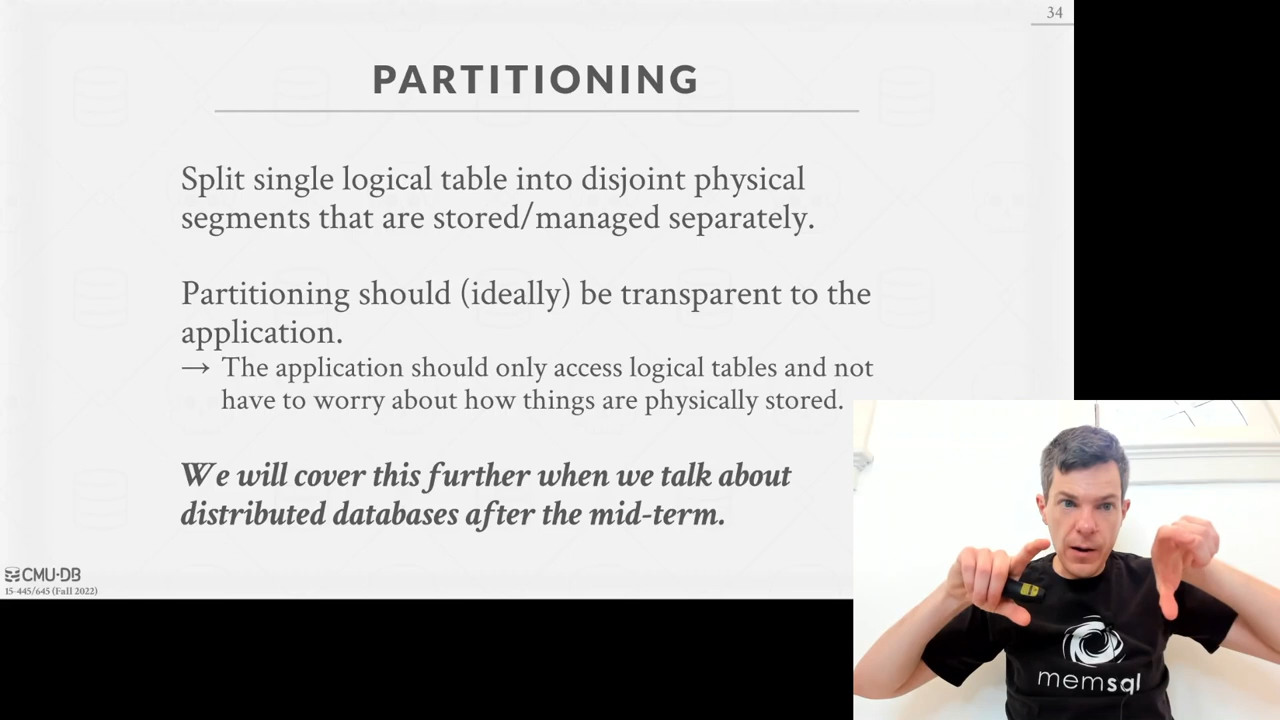 34
PARTITIONING
Split single logical table into disjoint physical
segments that are stored/managed separately.
Partitioning should (ideally) be transparent to the
application.
→ The application should only access logical tables and not
have to worry about how things are physically stored.
We will cover this further when we talk about
distributed databases after the mid-term.
CMU·DB
15-445/645 (Fall 2022)
memsql